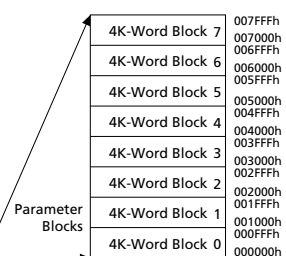 007FFFh
4K-Word Block 7
007000h
006FFFh
4K-Word Block 6
006000h
005FFFh
4K-Word Block 5
005000h
004FFFh
4K-Word Block 4
004000h
003FFFh
4K-Word Block 3
003000h
002FFFh
4K-Word Block 2
002000h
001FFFh
Parameter
Blocks
4K-Word Block 1
001000h
000FFFh
4K-Word Block 0
000000h